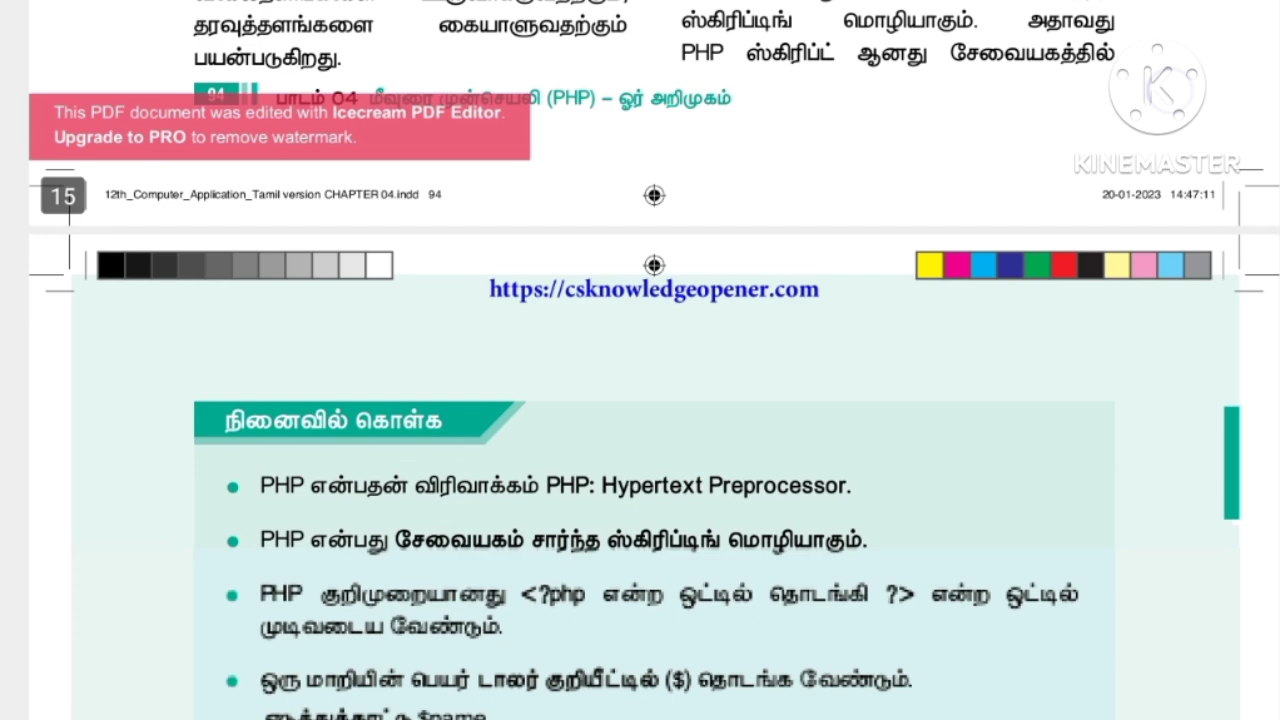 தரவுத்தளங்களை கையாளுவதற்கும்
பயன்படுகிறது.
ஸ்கிரிப்டிங் மொழியாகும். அதாவது
PHP ஸ்கிரிப்ட் ஆனது சேவையகத்தில்
94 பாடம் 04 மீவுரை முன்செயலி (PHP) – ஓர் அறிமுகம்
This PDF document was edited with Icecream PDF Editor.
Upgrade to PRO to remove watermark.
K
KINEMASTER
15
12th_Computer_Application_Tamil version CHAPTER 04.indd 94
20-01-2023 14:47:11
https://csknowledgeopener.com
நினைவில் கொள்க
● PHP என்பதன் விரிவாக்கம் PHP: Hypertext Preprocessor.
● PHP என்பது சேவையகம் சார்ந்த ஸ்கிரிப்டிங் மொழியாகும்.
● PHP குறிமுறையானது <?php என்ற ஒட்டில் தொடங்கி ?> என்ற ஒட்டில்
முடிவடைய வேண்டும்.
● ஒரு மாறியின் பெயர் டாலர் குறியீட்டில் ($) தொடங்க வேண்டும்.
எடுத்துக்காட்டு $name